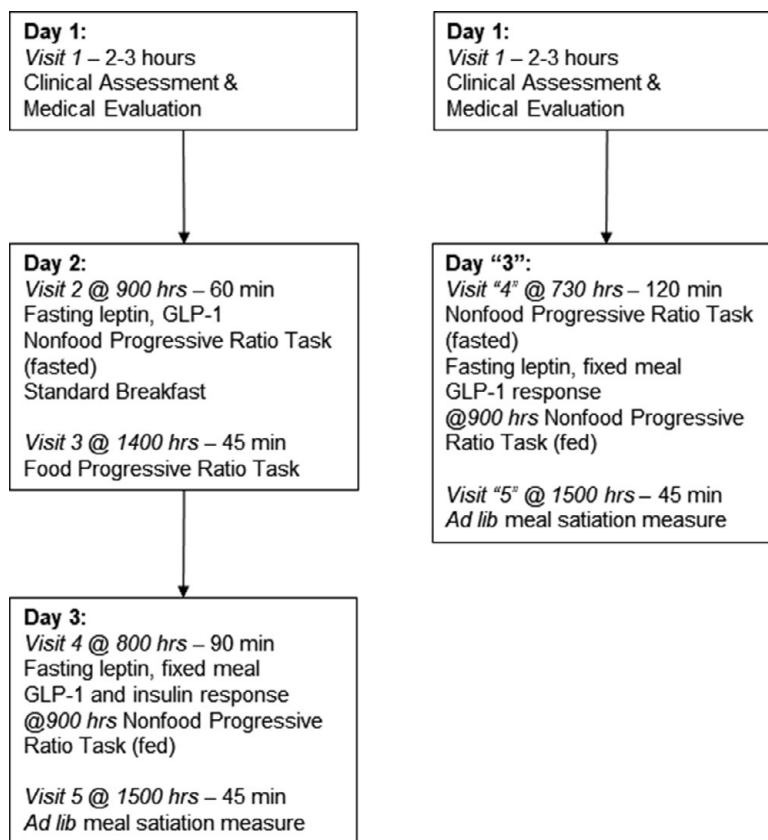 Day 1:
Visit 1 – 2-3 hours
Clinical Assessment &
Medical Evaluation
Day 2:
Visit 2 @ 900 hrs – 60 min
Fasting leptin, GLP-1
Nonfood Progressive Ratio Task
(fasted)
Standard Breakfast
Visit 3 @ 1400 hrs – 45 min
Food Progressive Ratio Task
Day 3:
Visit 4 @ 800 hrs – 90 min
Fasting leptin, fixed meal
GLP-1 and insulin response
@900 hrs Nonfood Progressive
Ratio Task (fed)
Visit 5 @ 1500 hrs – 45 min
Ad lib meal satiation measure
Day 1:
Visit 1 – 2-3 hours
Clinical Assessment &
Medical Evaluation
Day “3”:
Visit “4” @ 730 hrs – 120 min
Nonfood Progressive Ratio Task
(fasted)
Fasting leptin, fixed meal
GLP-1 response
@900 hrs Nonfood Progressive
Ratio Task (fed)
Visit “5” @ 1500 hrs – 45 min
Ad lib meal satiation measure